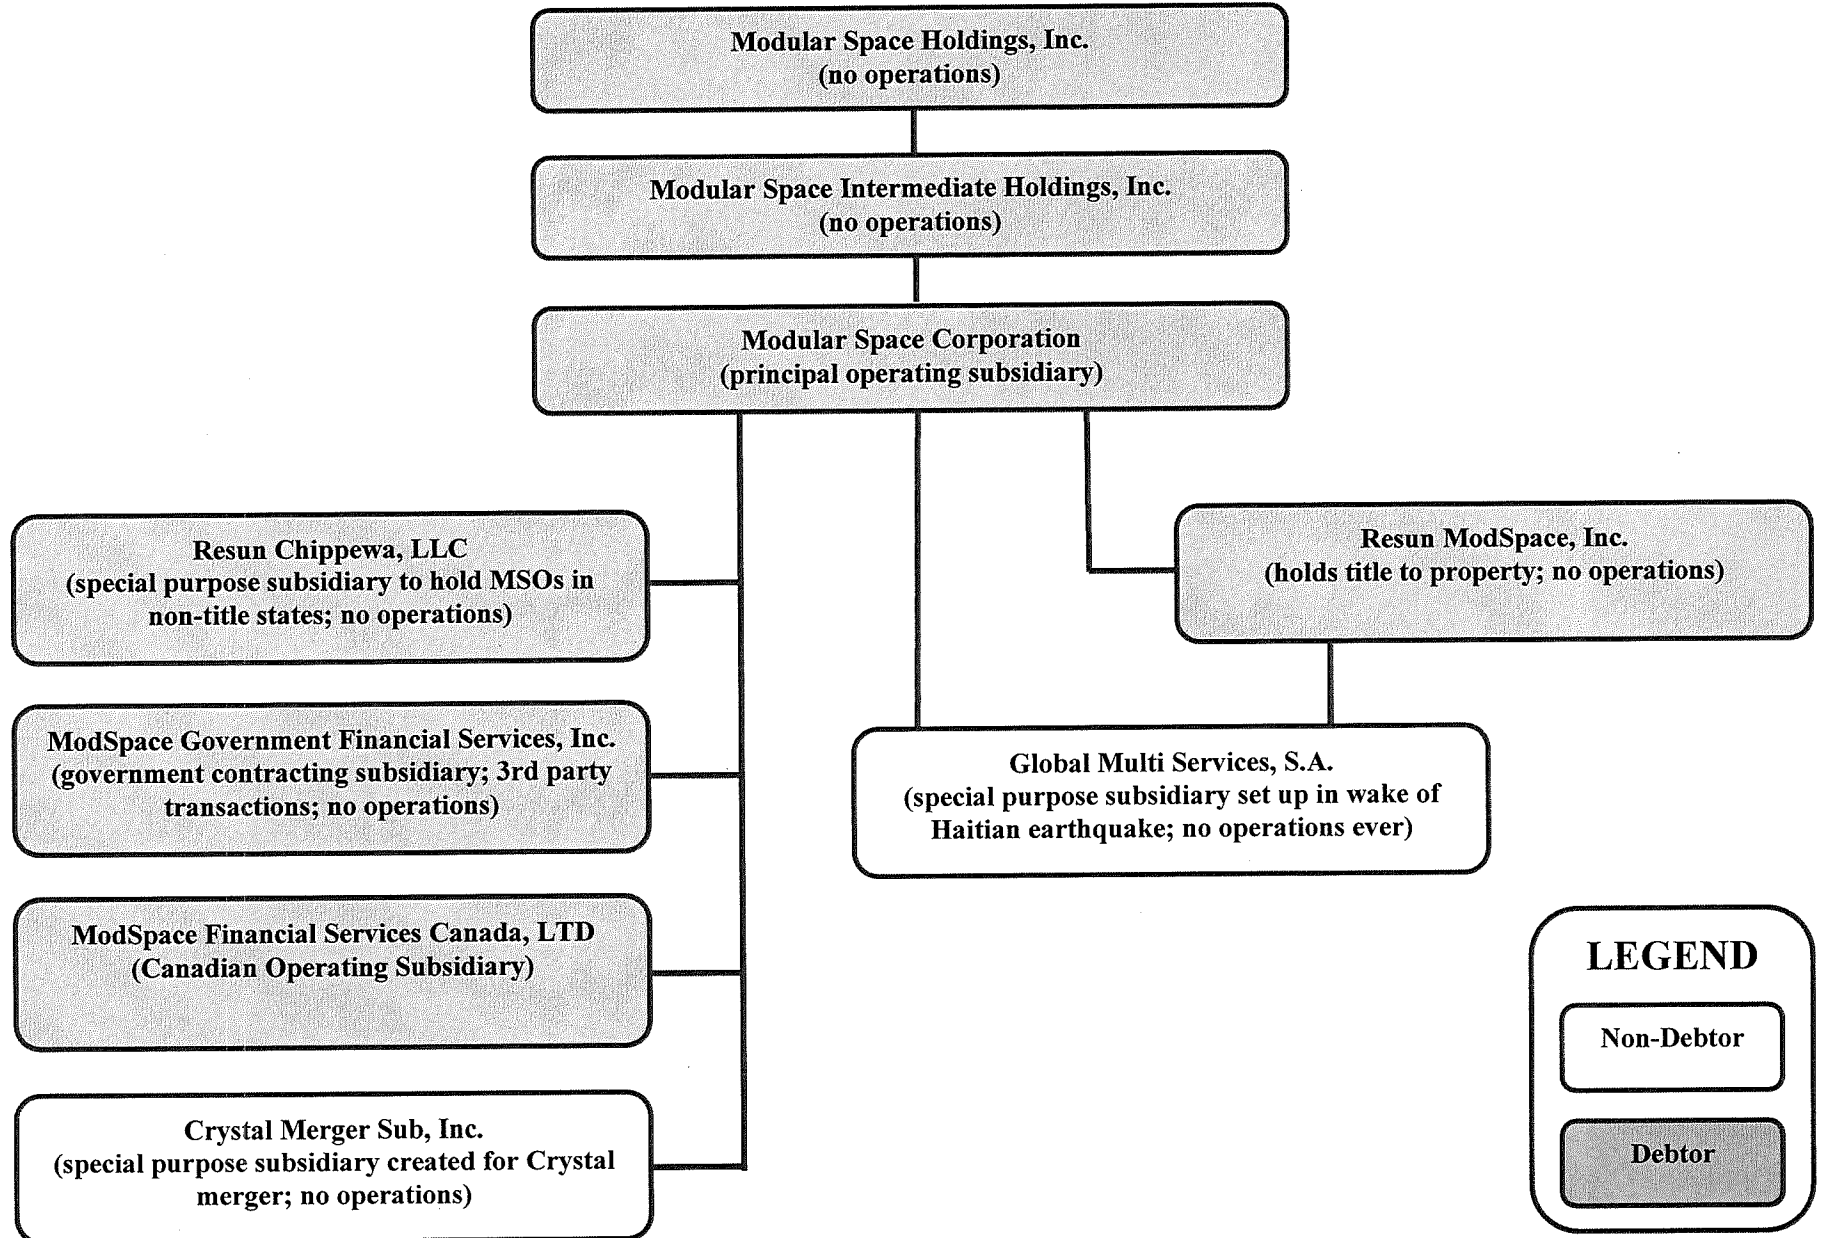 Modular Space Holdings, Inc.
(no operations)
Modular Space Intermediate Holdings, Inc.
(no operations)
Modular Space Corporation
(principal operating subsidiary)
Resun Chippewa, LLC
(special purpose subsidiary to hold MSOs in
non-title states; no operations)
Resun ModSpace, Inc.
(holds title to property; no operations)
ModSpace Government Financial Services, Inc.
(government contracting subsidiary; 3rd party
transactions; no operations)
Global Multi Services, S.A.
(special purpose subsidiary set up in wake of
Haitian earthquake; no operations ever)
ModSpace Financial Services Canada, LTD
(Canadian Operating Subsidiary)
Crystal Merger Sub, Inc.
(special purpose subsidiary created for Crystal
merger; no operations)
LEGEND
Non-Debtor
Debtor